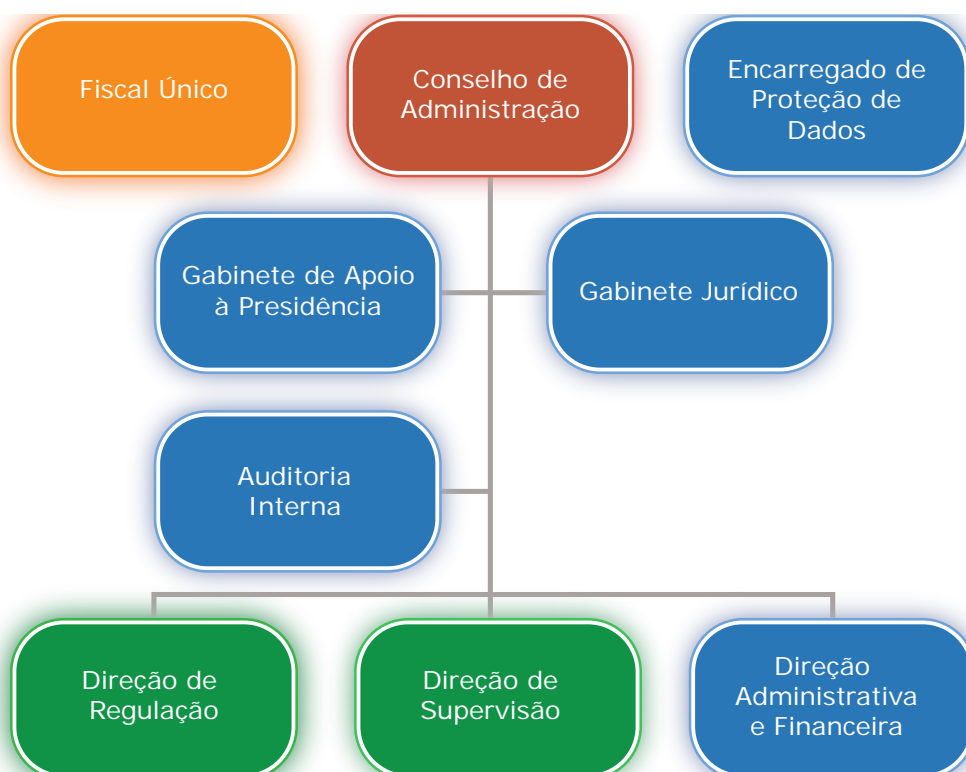 Fiscal Único
Conselho de
Administração
Encarregado de
Proteção de
Dados
Gabinete de Apoio
à Presidência
Gabinete Jurídico
Auditoria
Interna
Direção de
Regulação
Direção de
Supervisão
Direção
Administrativa
e Financeira